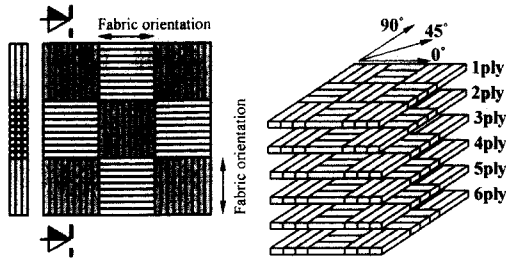 Fabric orientation
Fabric orientation
90°
45°
0°
1ply
2ply
3ply
4ply
5ply
6ply